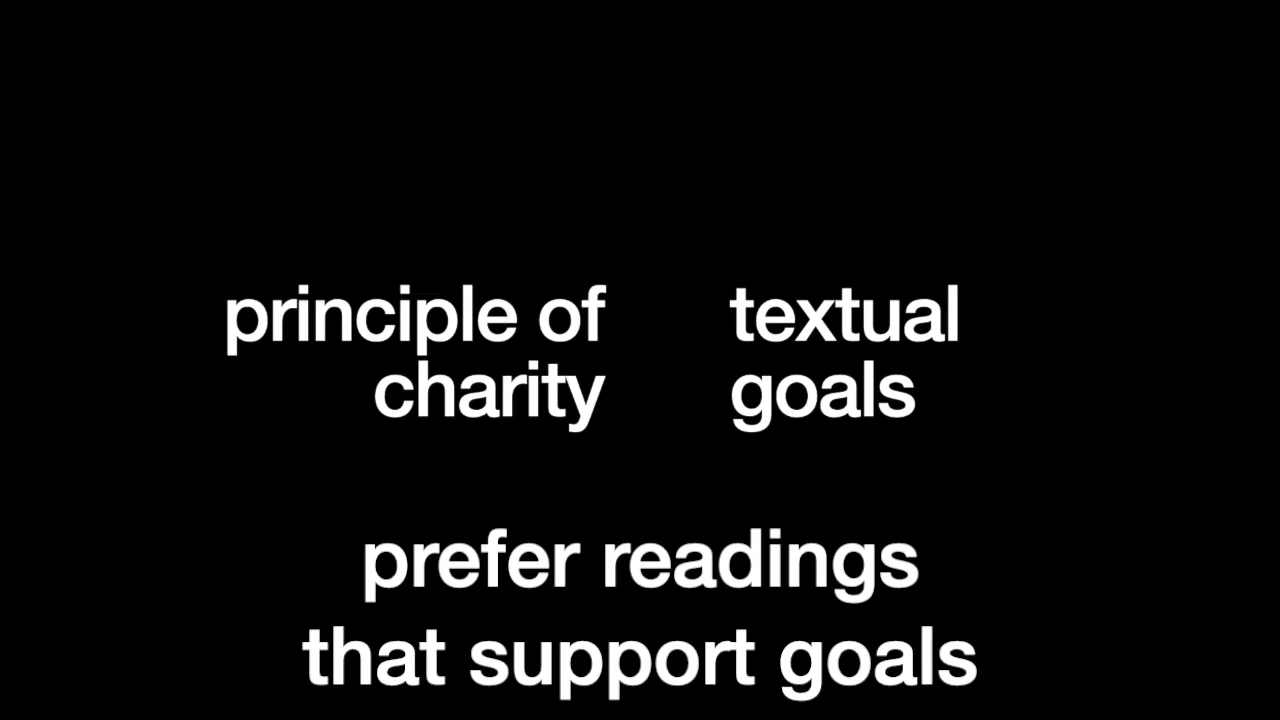 principle of
charity
textual
goals
prefer readings
that support goals